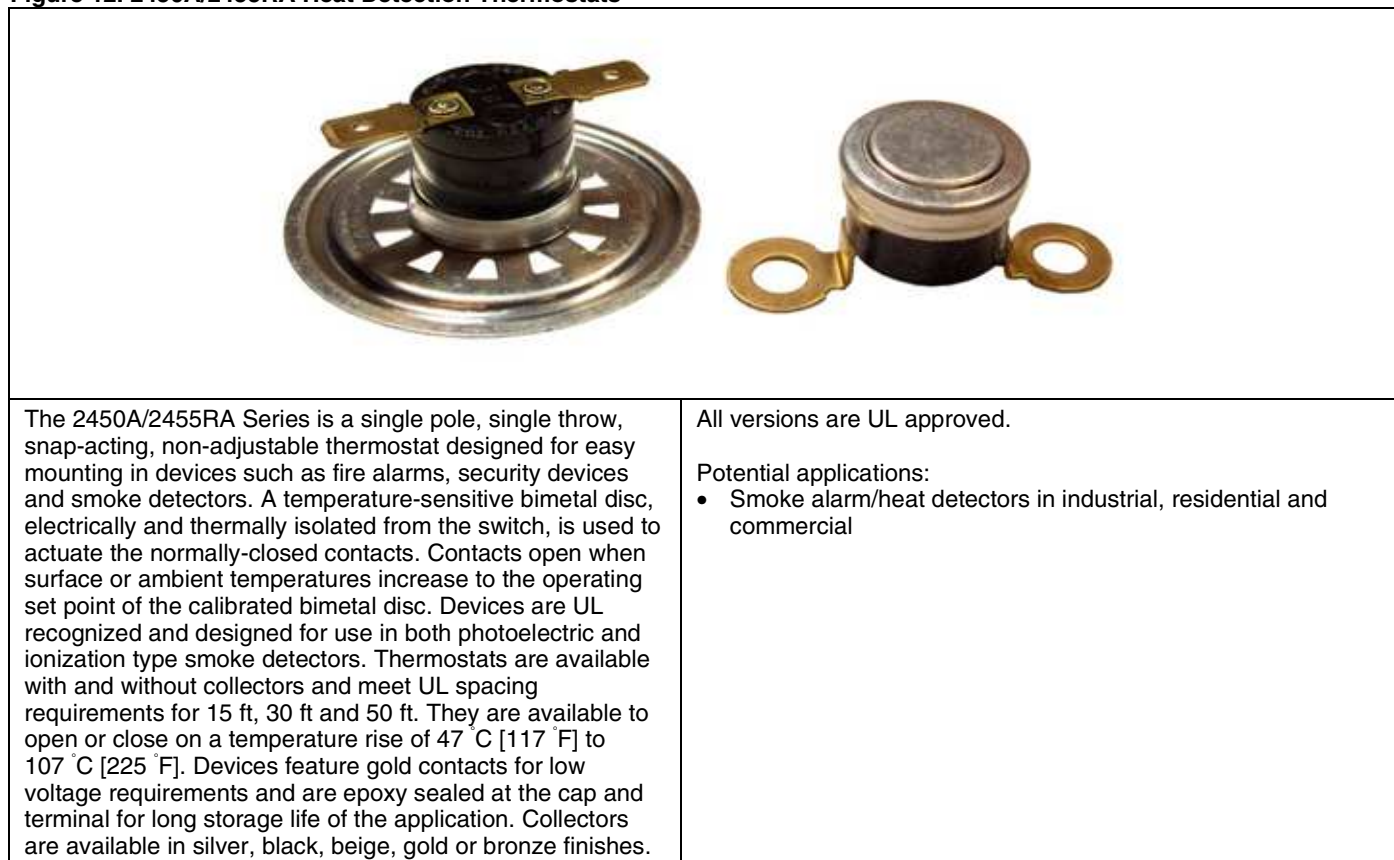 Figure 12. 2450A/2455RA Heat Detection Thermostats
The 2450A/2455RA Series is a single pole, single throw,
snap-acting, non-adjustable thermostat designed for easy
mounting in devices such as fire alarms, security devices
and smoke detectors. A temperature-sensitive bimetal disc,
electrically and thermally isolated from the switch, is used to
actuate the normally-closed contacts. Contacts open when
surface or ambient temperatures increase to the operating
set point of the calibrated bimetal disc. Devices are UL
recognized and designed for use in both photoelectric and
ionization type smoke detectors. Thermostats are available
with and without collectors and meet UL spacing
requirements for 15 ft, 30 ft and 50 ft. They are available to
open or close on a temperature rise of 47 °C [117 °F] to
107 °C [225 °F]. Devices feature gold contacts for low
voltage requirements and are epoxy sealed at the cap and
terminal for long storage life of the application. Collectors
are available in silver, black, beige, gold or bronze finishes.
All versions are UL approved.
Potential applications:
• Smoke alarm/heat detectors in industrial, residential and
commercial